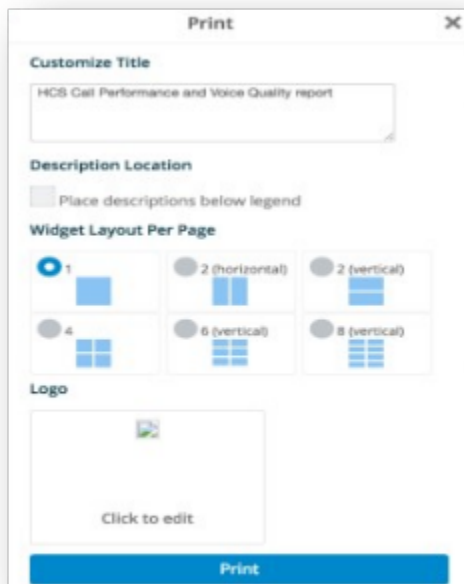 Print
Customize Title
HCS Call Performance and Voice Quality report
Description Location
Place descriptions below legend
Widget Layout Per Page
1 2 (horizontal) 2 (vertical)
4 6 (vertical) 8 (vertical)
Logo
Click to edit
Print